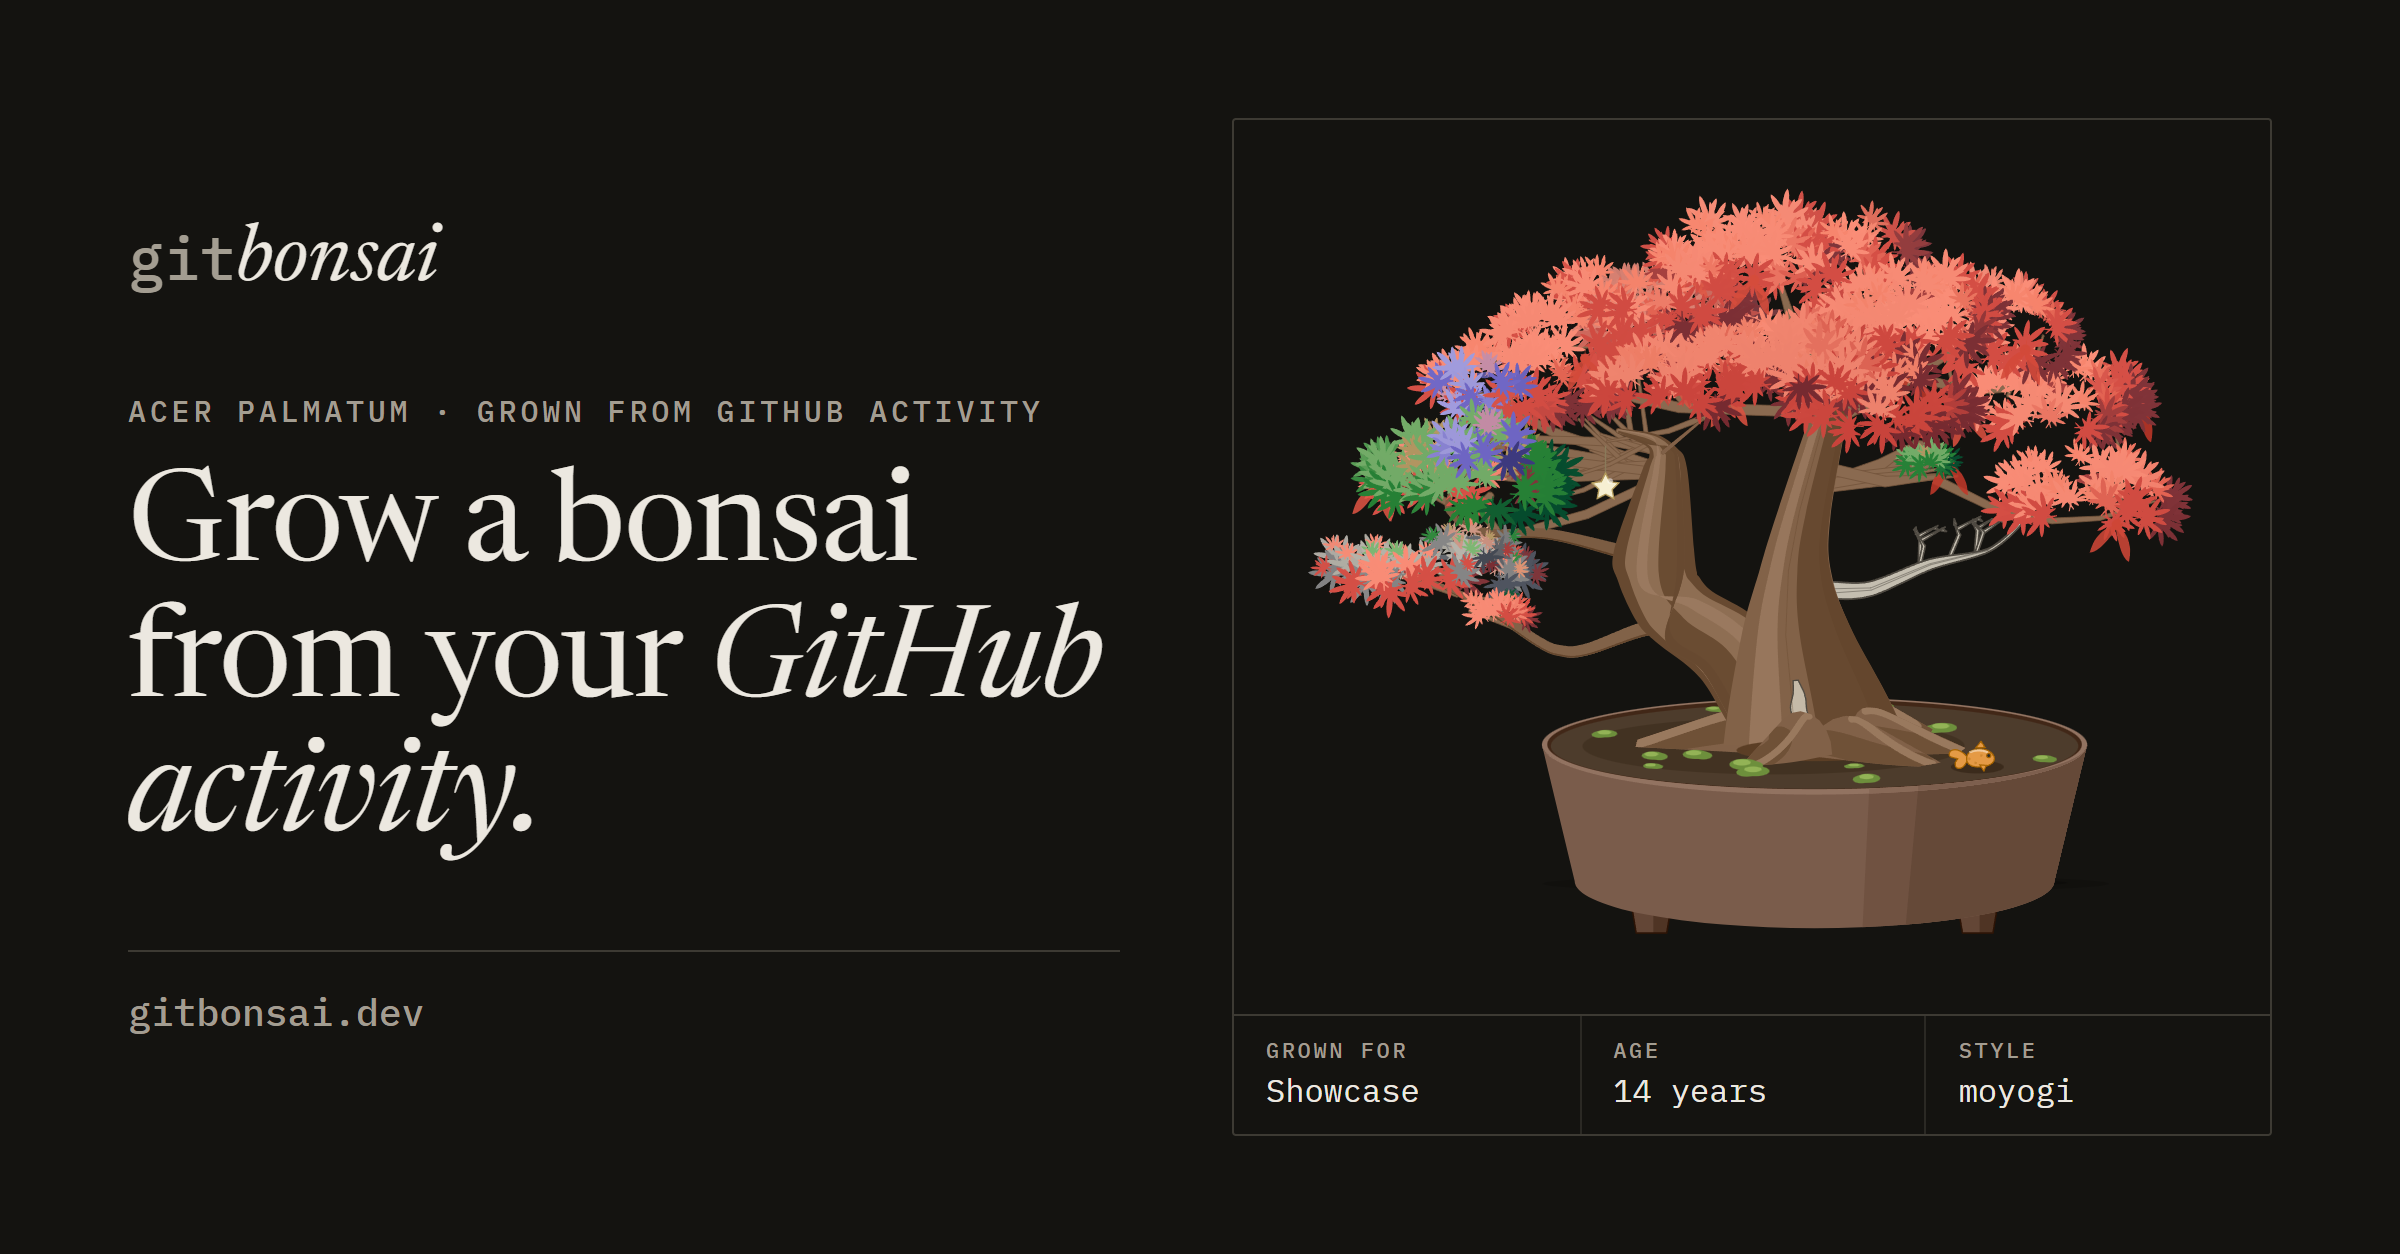 gitbonsai
ACER PALMATUM · GROWN FROM GITHUB ACTIVITY
Grow a bonsai
from your GitHub
activity.
gitbonsai.dev
GROWN FOR
Showcase
AGE
14 years
STYLE
moyogi